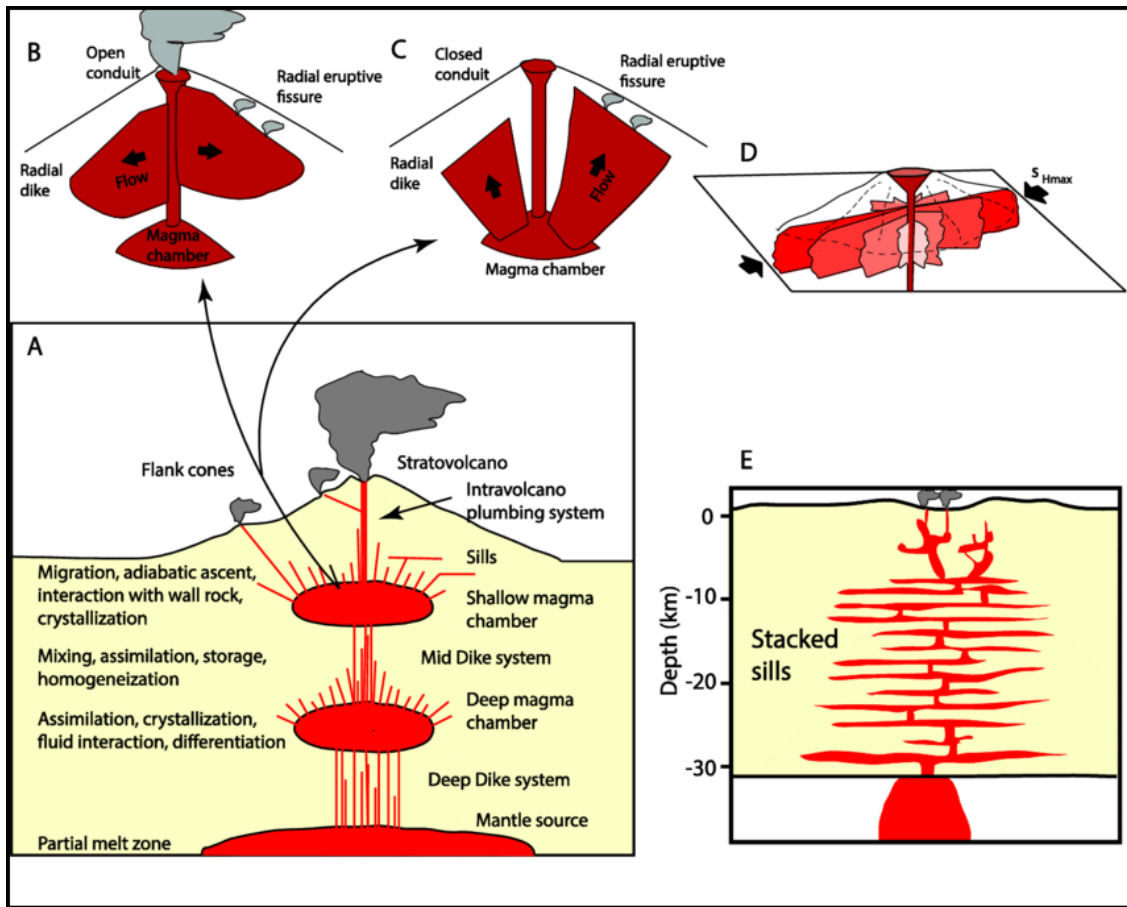 B
Open
conduit
Radial eruptive
fissure
Radial
dike
Flow
Magma
chamber
C
Closed
conduit
Radial eruptive
fissure
Radial
dike
Flow
Magma chamber
D
s Hmax
A
Flank cones
Stratovolcano
Intravolcano
plumbing system
Sills
Migration, adiabatic ascent,
interaction with wall rock,
crystallization
Shallow magma
chamber
Mixing, assimilation, storage,
homogeneization
Mid Dike system
Assimilation, crystallization,
fluid interaction, differentiation
Deep magma
chamber
Deep Dike system
Mantle source
Partial melt zone
E
0
-10
-20
-30
Depth (km)
Stacked
sills